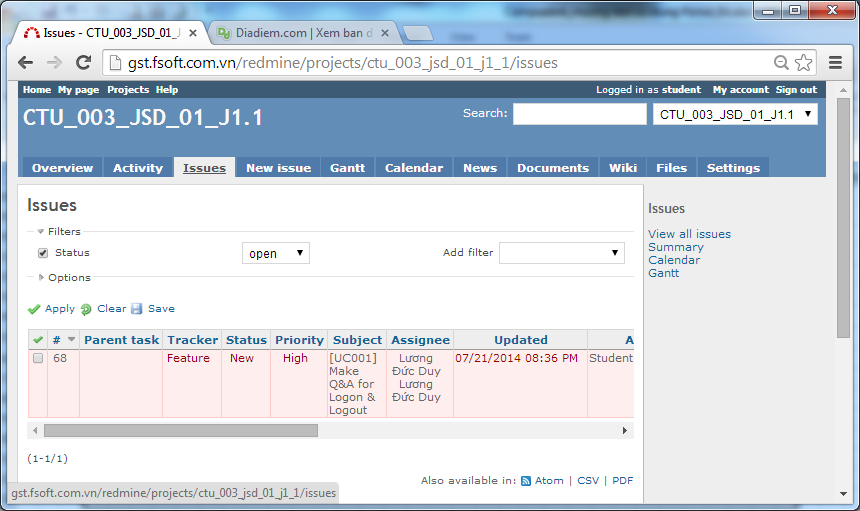 Issues - CTU_003_JSD_01_J
Diadiem.com | Xem ban d
gst.fsoft.com.vn/redmine/projects/ctu_003_jsd_01_j1_1/issues
Home My page Projects Help
Logged in as student My account Sign out
CTU_003_JSD_01_J1.1
Search:
CTU_003_JSD_01_J1.1
Overview Activity Issues New issue Gantt Calendar News Documents Wiki Files Settings
Issues
Filters
Status open Add filter
Options
Apply Clear Save
# Parent task Tracker Status Priority Subject Assignee Updated A
68 Feature New High [UC001] Make Q&A for Logon & Logout Lương Đức Duy Lương Đức Duy 07/21/2014 08:36 PM Student
(1-1/1)
Also available in: Atom | CSV | PDF
Issues
View all issues
Summary
Calendar
Gantt
gst.fsoft.com.vn/redmine/projects/ctu_003_jsd_01_j1_1/issues